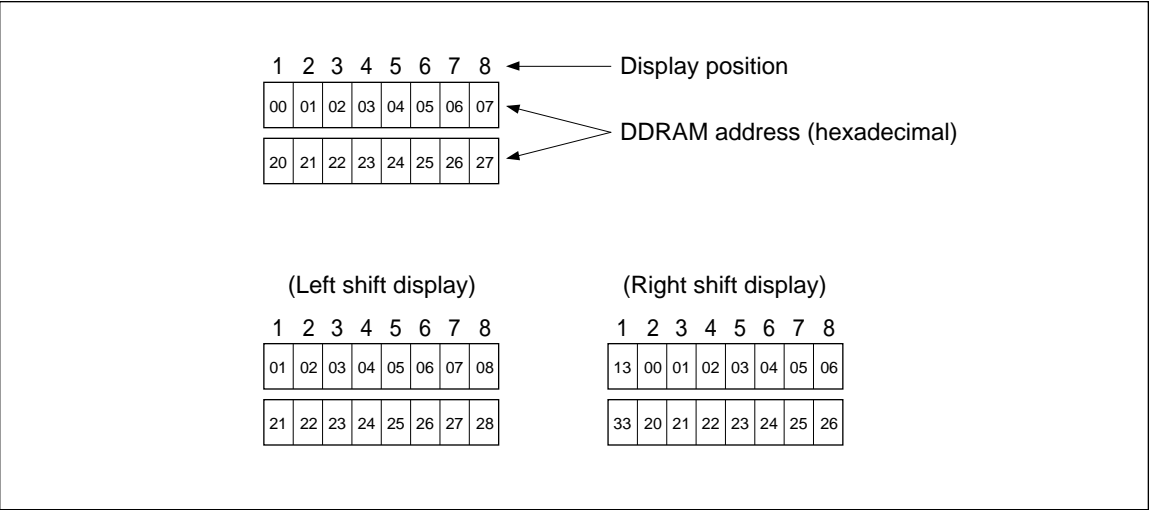 1 2 3 4 5 6 7 8 Display position
00 01 02 03 04 05 06 07
DDRAM address (hexadecimal)
20 21 22 23 24 25 26 27
(Left shift display)
1 2 3 4 5 6 7 8
01 02 03 04 05 06 07 08
21 22 23 24 25 26 27 28
(Right shift display)
1 2 3 4 5 6 7 8
13 00 01 02 03 04 05 06
33 20 21 22 23 24 25 26